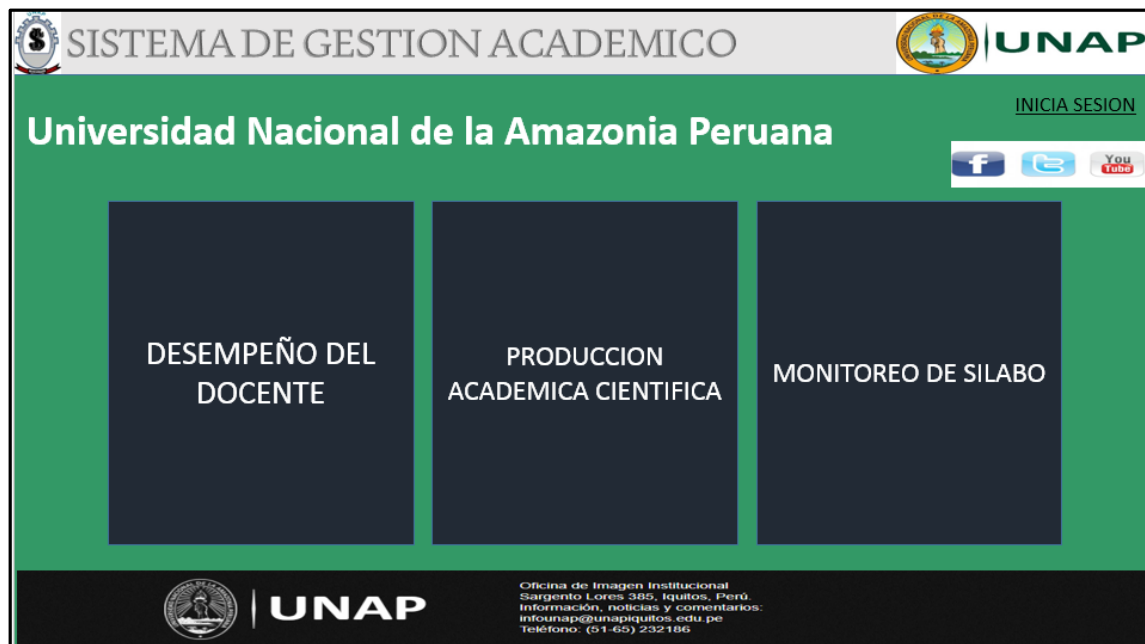 SISTEMA DE GESTION ACADEMICO
UNAP
INICIA SESION
Universidad Nacional de la Amazonia Peruana
f
You
Tube
DESEMPEÑO DEL
DOCENTE
PRODUCCION
ACADEMICA CIENTIFICA
MONITOREO DE SILABO
UNAP
Oficina de Imagen Institucional
Sargento Lores 385, Iquitos, Perú.
Información, noticias y comentarios:
infounap@unapiquitos.edu.pe
Teléfono: (51-65) 232186